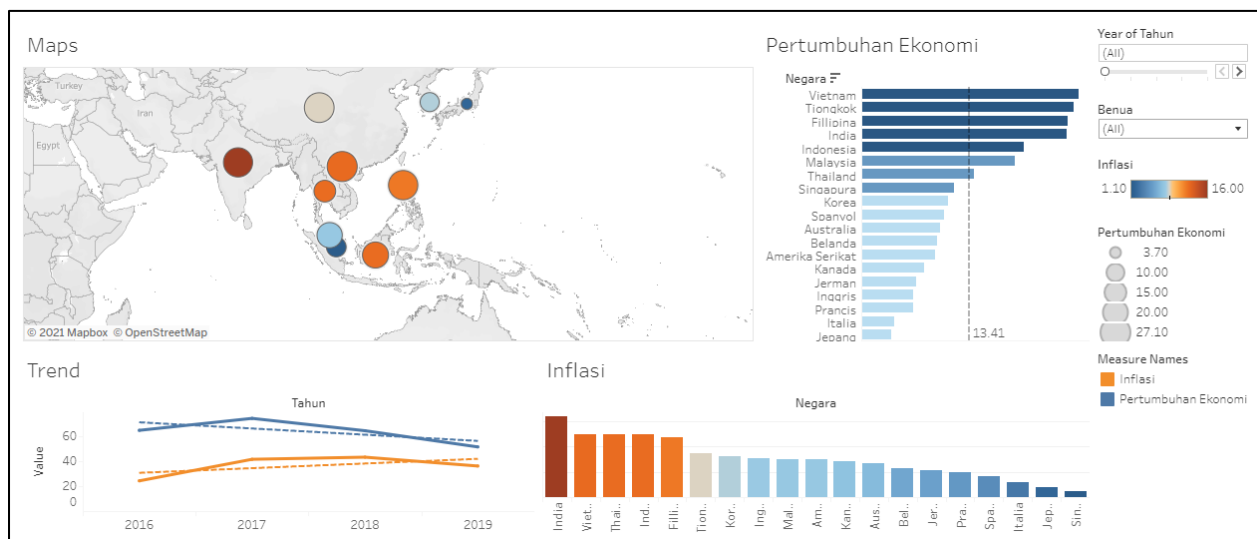 Maps
Turkey
Iran
Egypt
© 2021 Mapbox © OpenStreetMap
Pertumbuhan Ekonomi
Negara
Vietnam
Tiongkok
Fillipina
India
Indonesia
Malaysia
Thailand
Singapura
Korea
Spanyol
Australia
Belanda
Amerika Serikat
Kanada
Jerman
Inggris
Prancis
Italia
Jepang
13.41
Year of Tahun
(All)
Benua
(All)
Inflasi
1.10 16.00
Pertumbuhan Ekonomi
3.70
10.00
15.00
20.00
27.10
Measure Names
Inflasi
Pertumbuhan Ekonomi
Trend
Tahun
Value
60
40
20
0
2016 2017 2018 2019
Inflasi
Negara
India
Viet..
Thai..
Ind..
Filli..
Tion..
Kor..
Ing..
Mal..
Am..
Kan..
Aus..
Bel..
Jer..
Pra..
Spa..
Italia
Jep..
Sin..